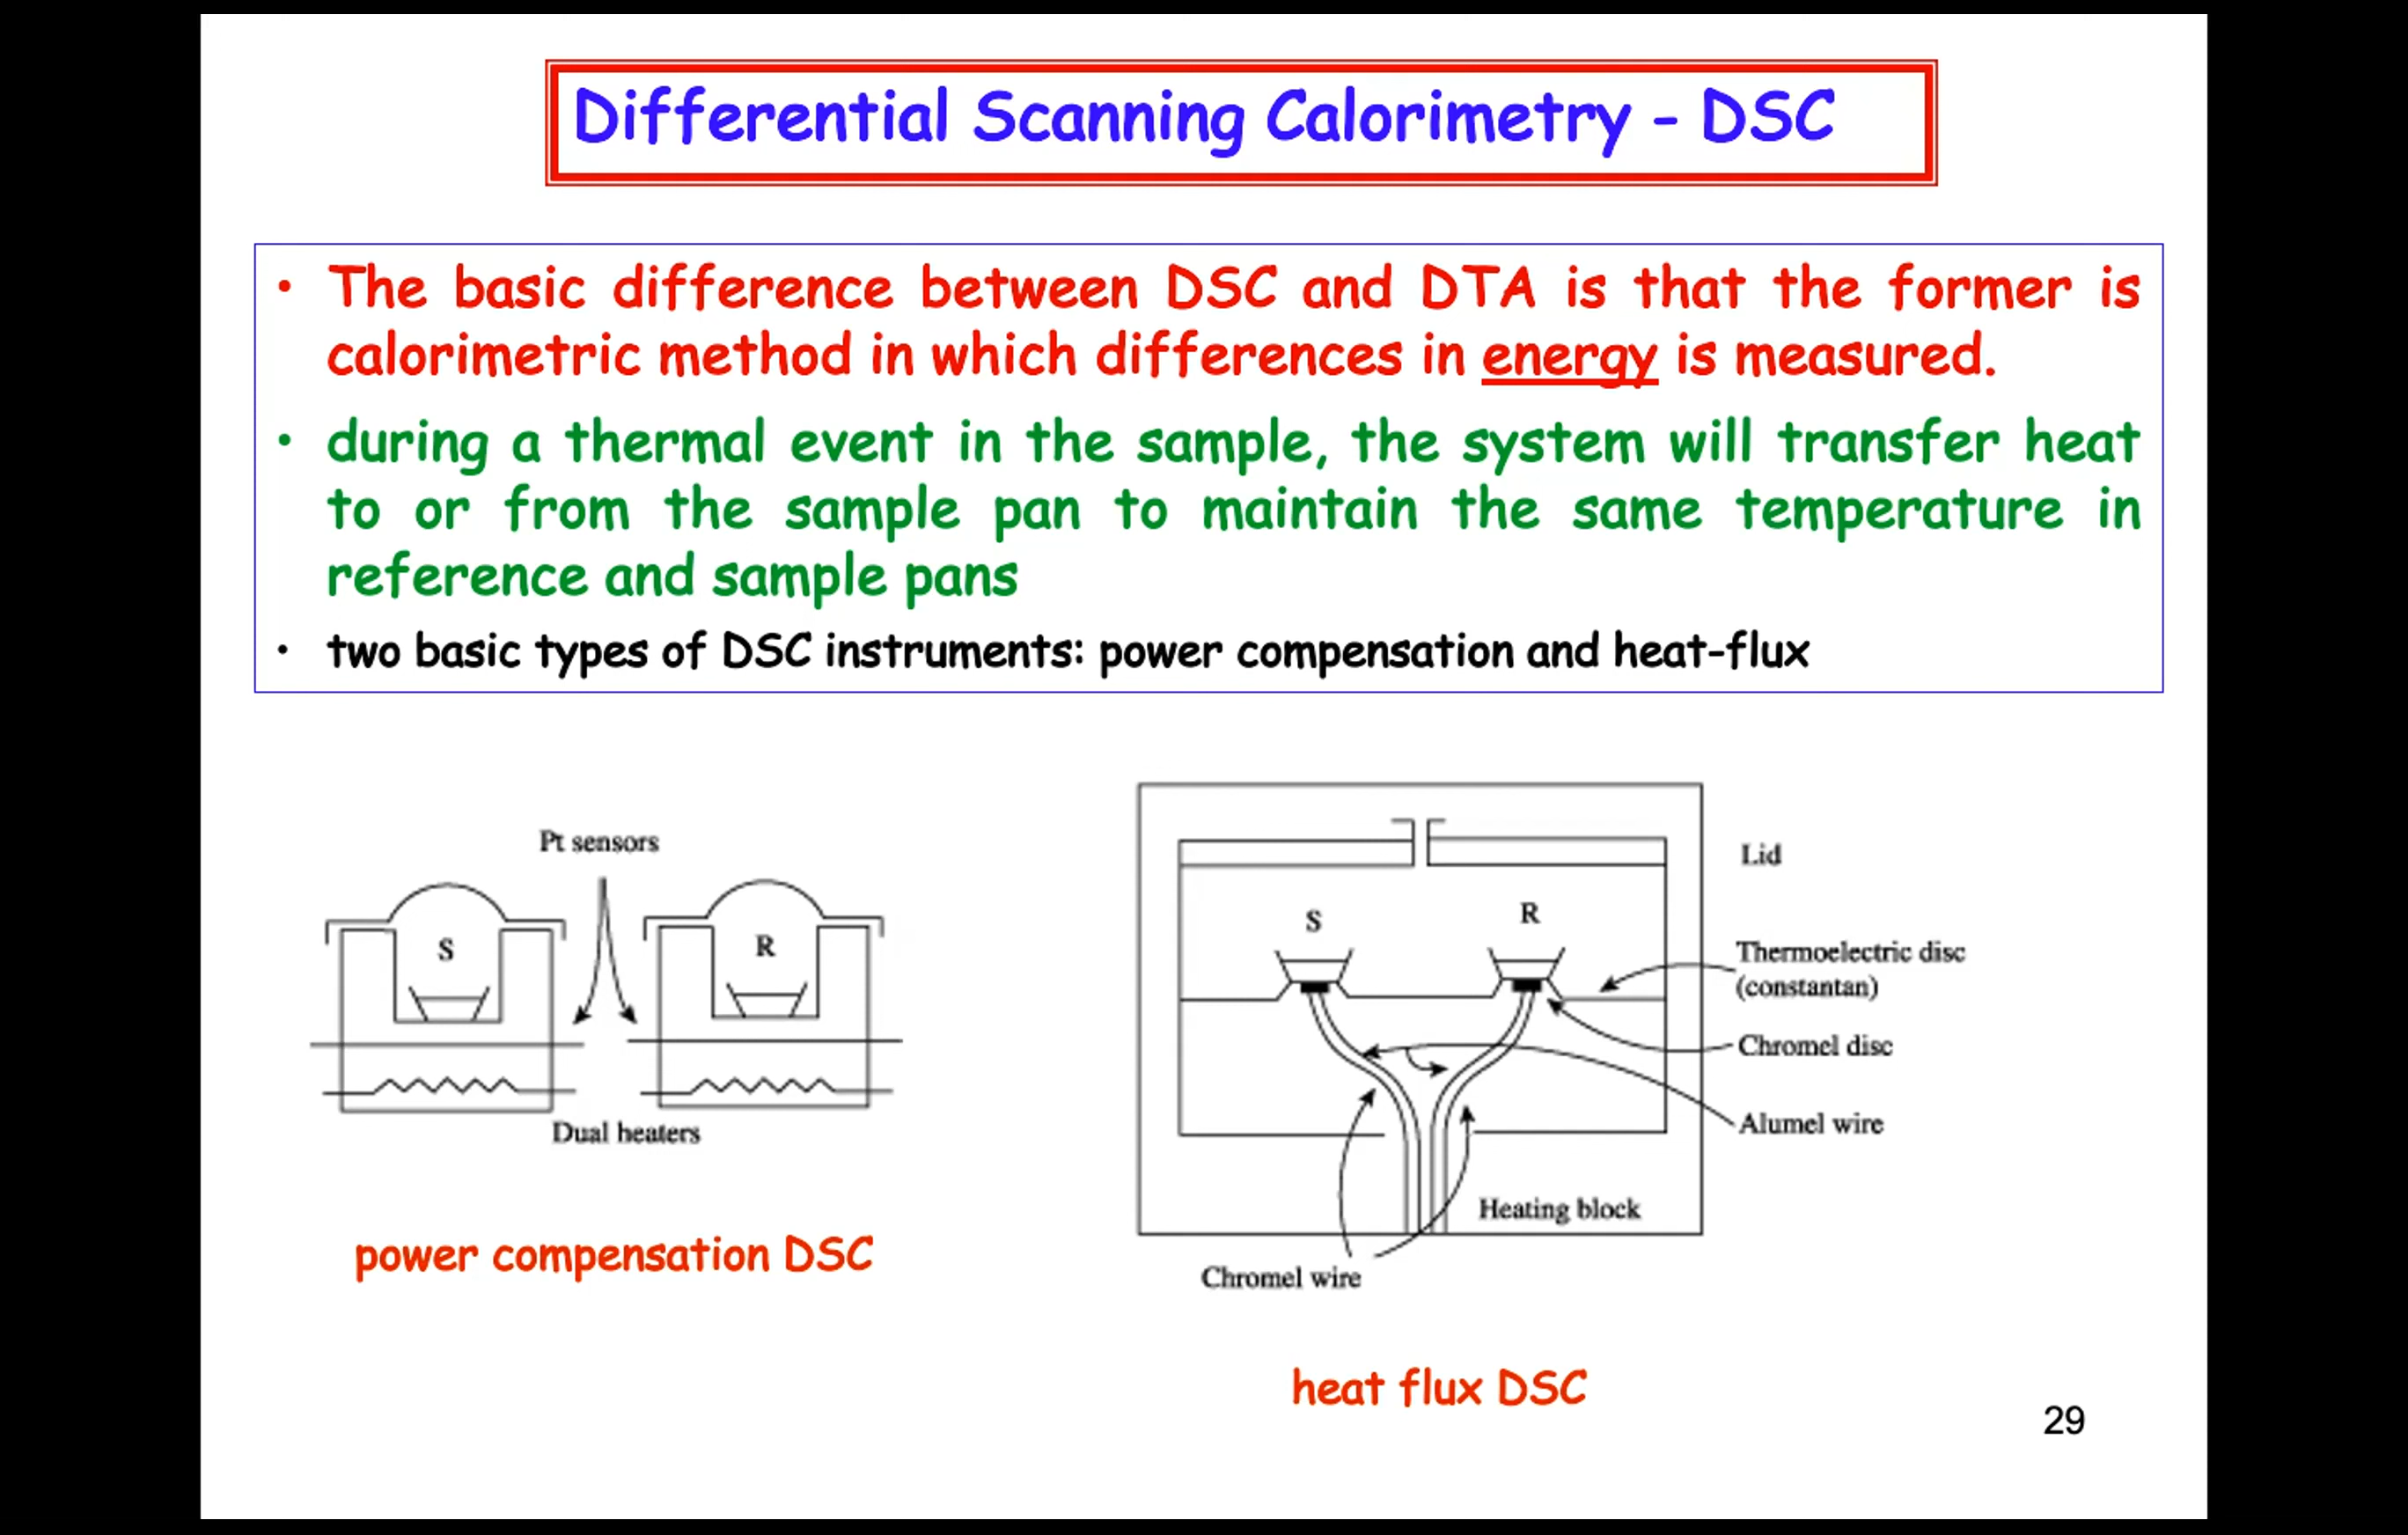 Differential Scanning Calorimetry - DSC
• The basic difference between DSC and DTA is that the former is
calorimetric method in which differences in energy is measured.
• during a thermal event in the sample, the system will transfer heat
to or from the sample pan to maintain the same temperature in
reference and sample pans
• two basic types of DSC instruments: power compensation and heat-flux
Pt sensors
S
R
Dual heaters
power compensation DSC
Lid
S
R
Thermoelectric disc
(constantan)
Chromel disc
Alumel wire
Heating block
Chromel wire
heat flux DSC
29